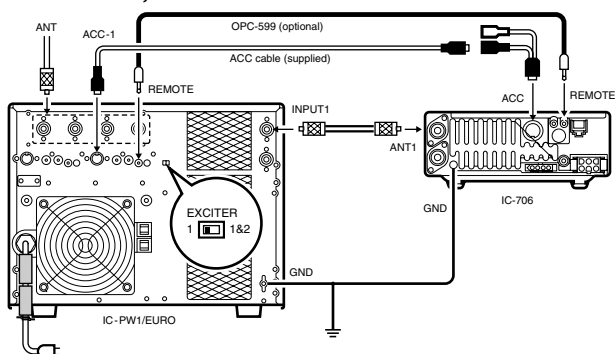 OPC-599 (optional)
ANT
ACC-1
ACC cable (supplied)
REMOTE
INPUT1
ACC
REMOTE
ANT1
EXCITER
1 1&2
GND
IC-706
GND
IC-PW1/EURO